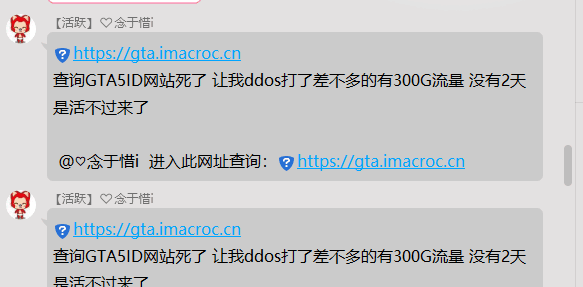 【活跃】♡念于惜i
https://gta.imacroc.cn
查询GTA5ID网站死了 让我ddos打了差不多的有300G流量 没有2天
是活不过来了
@♡念于惜i 进入此网址查询：https://gta.imacroc.cn
【活跃】♡念于惜i
https://gta.imacroc.cn
查询GTA5ID网站死了 让我ddos打了差不多的有300G流量 没有2天
是活不过来了